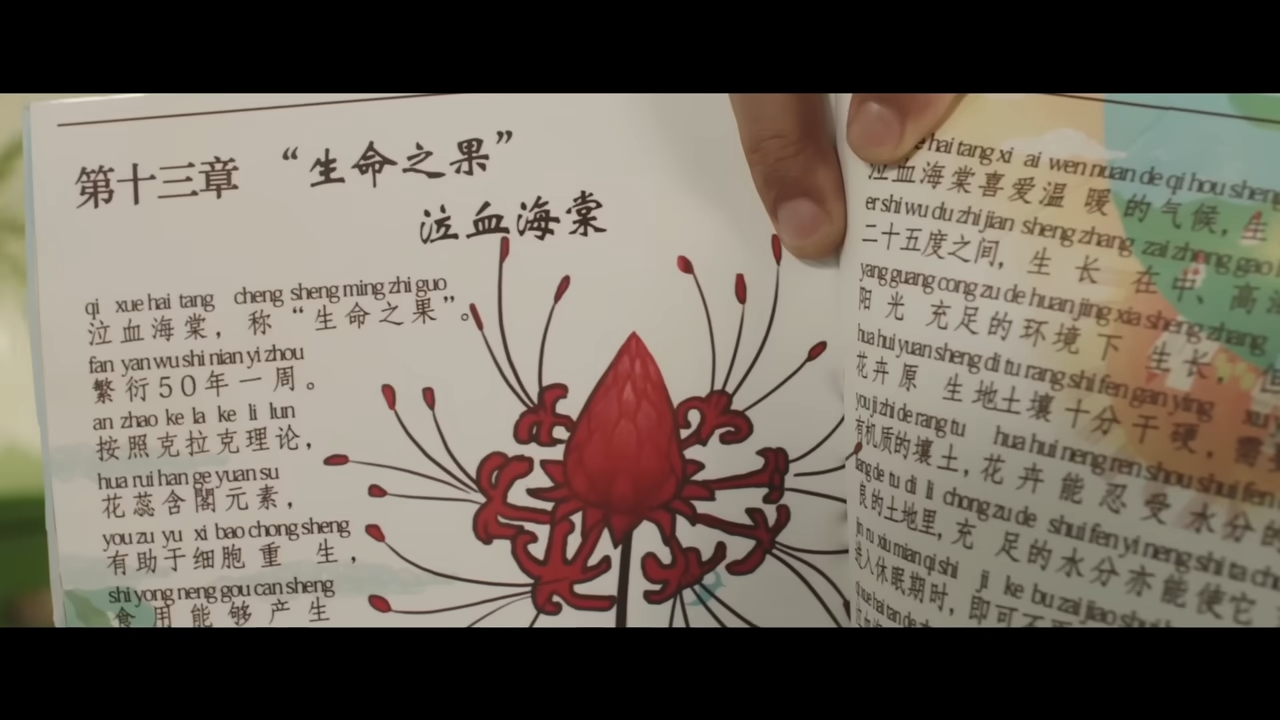 第十三章 “生命之果”
泣血海棠
qi xue hai tang cheng sheng ming zhi guo
泣血海棠，称“生命之果”。
fan yan wu shi nian yi zhou
繁衍50年一周。
an zhao ke la ke li lun
按照克拉克理论，
hua rui han ge yuan su
花蕊含閣元素，
you zu yu xi bao chong sheng
有助于细胞重生，
shi yong neng gou can sheng
食用能够产生
e hai tang xi ai wen nuan de qi hou sheng
泣血海棠喜爱温暖的气候，生
er shi wu du zhi jian sheng zhang zai zhong gao
二十五度之间，生长在中、高
yang guang cong zu de huan jing xia sheng zhang
阳光充足的环境下生长，但
hua hui yuan sheng di tu rang shi fen gan ying xu
花卉原生地土壤十分干硬，需
you ji zhi de rang tu hua hui neng ren shou shui fen
有机质的壤土，花卉能忍受水分的
de tu di li chong zu de shui fen yi neng shi ta
良的土地里，充足的水分亦能使它
jin ru xiu mian qi shi ji ke bu zai jiao shui
进入休眠期时，即可不